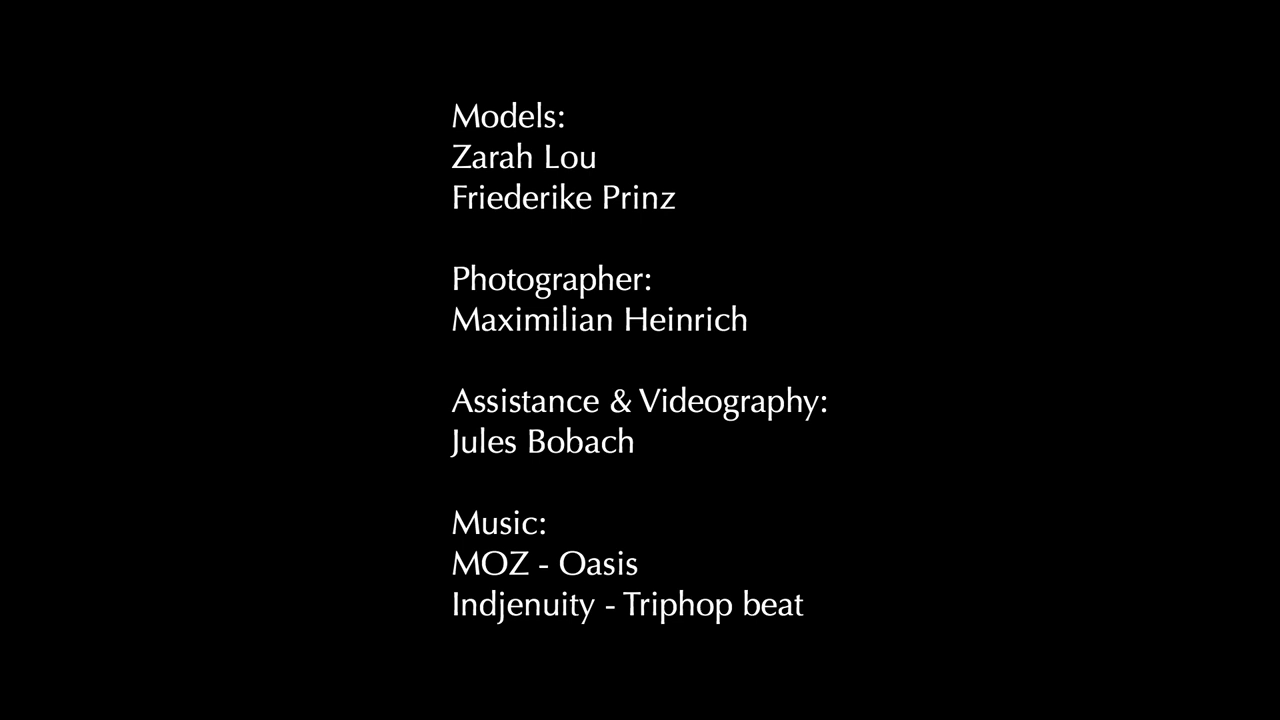 Models:
Zarah Lou
Friederike Prinz
Photographer:
Maximilian Heinrich
Assistance & Videography:
Jules Bobach
Music:
MOZ - Oasis
Indjenuity - Triphop beat